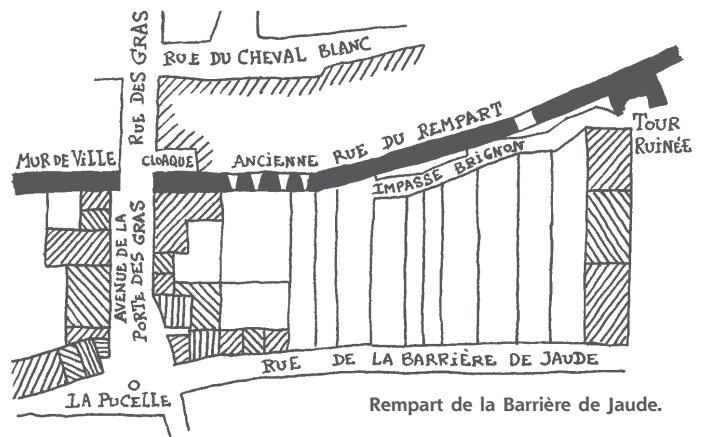 RUE DES GRAS
RUE DU CHEVAL BLANC
MUR DE VILLE
CLOAQUE
ANCIENNE RUE DU REMPART
TOUR
RUINÉE
IMPASSE BRIGNON
AVENUE DE LA
PORTE DES GRAS
RUE DE LA BARRIÈRE DE JAUDE
LA PUCELLE
Rempart de la Barrière de Jaude.